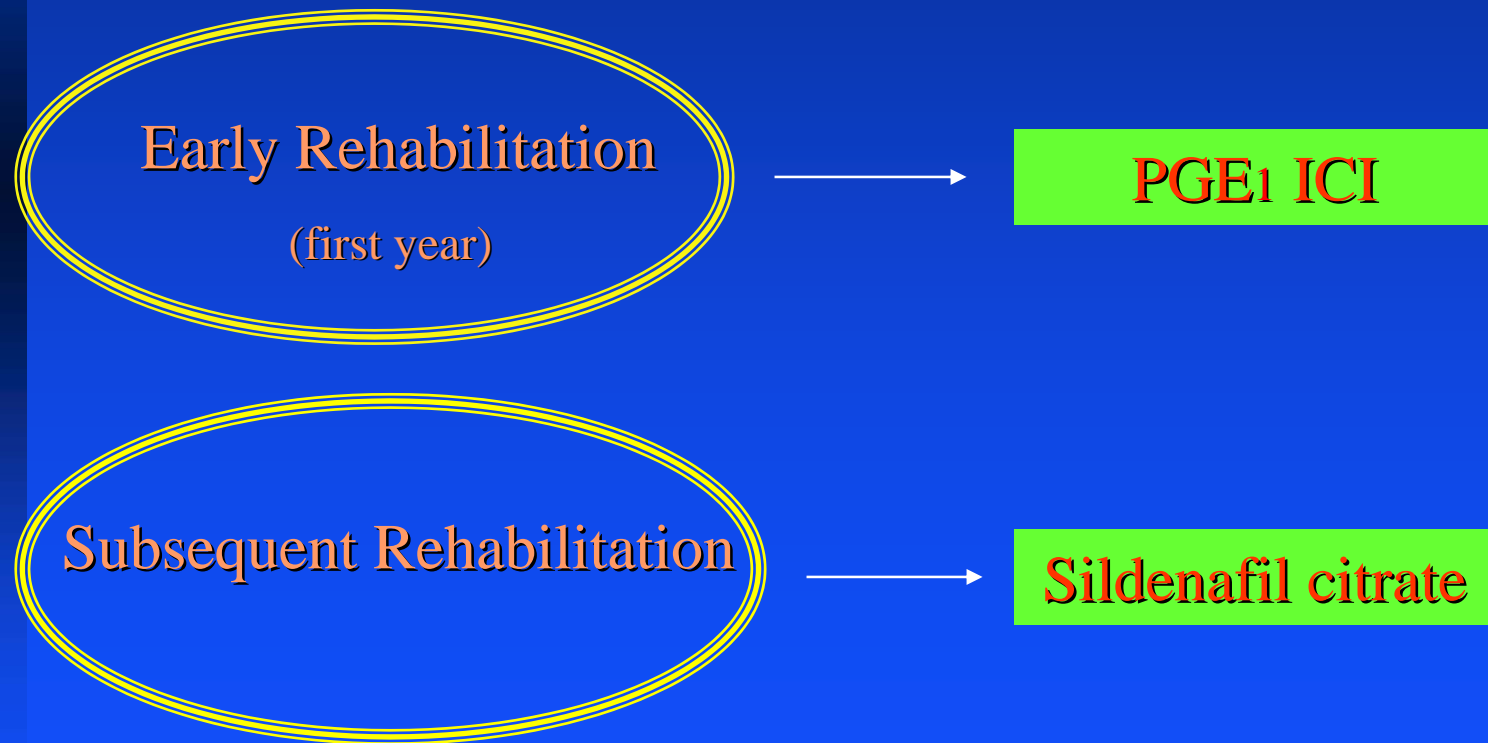 Early Rehabilitation
(first year)
PGE1 ICI
Subsequent Rehabilitation
Sildenafil citrate